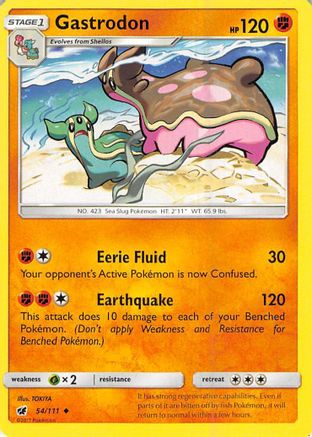 STAGE 1 Gastrodon HP 120
Evolves from Shellos
NO. 423 Sea Slug Pokémon HT: 2'11" WT: 65.9 lbs.
Eerie Fluid 30
Your opponent's Active Pokémon is now Confused.
Earthquake 120
This attack does 10 damage to each of your Benched
Pokémon. (Don't apply Weakness and Resistance for
Benched Pokémon.)
weakness ×2 resistance retreat
Illus. TOKIYA
54/111
©2017 Pokémon
It has strong regenerative capabilities. Even if
parts of it are bitten off by fish Pokémon, it will
return to normal within a few hours.